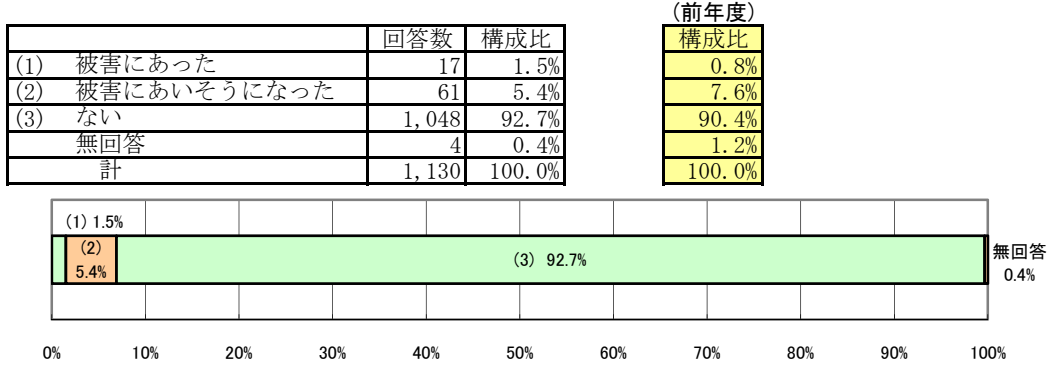 (前年度)
回答数 構成比 構成比
(1) 被害にあった 17 1.5% 0.8%
(2) 被害にあいそうになった 61 5.4% 7.6%
(3) ない 1,048 92.7% 90.4%
無回答 4 0.4% 1.2%
計 1,130 100.0% 100.0%
(1) 1.5%
(2)
5.4%
(3) 92.7%
無回答
0.4%
0% 10% 20% 30% 40% 50% 60% 70% 80% 90% 100%